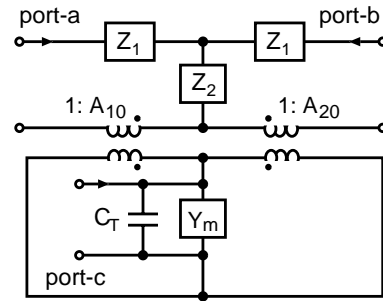 port-a port-b
Z1 Z1
Z2
1: A10 1: A20
CT Ym
port-c